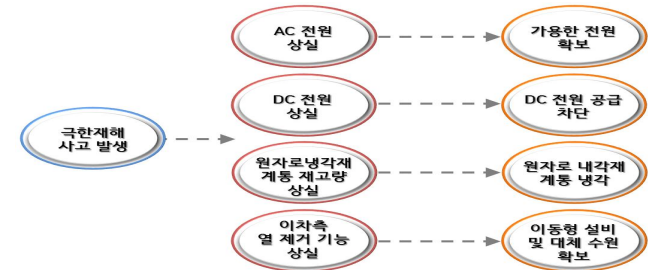 극한재해
사고 발생
AC 전원
상실
가용한 전원
확보
DC 전원
상실
DC 전원 공급
차단
원자로냉각재
계통 재고량
상실
원자로 내각재
계통 냉각
이차측
열 제거 기능
상실
이동형 설비
및 대체 수원
확보